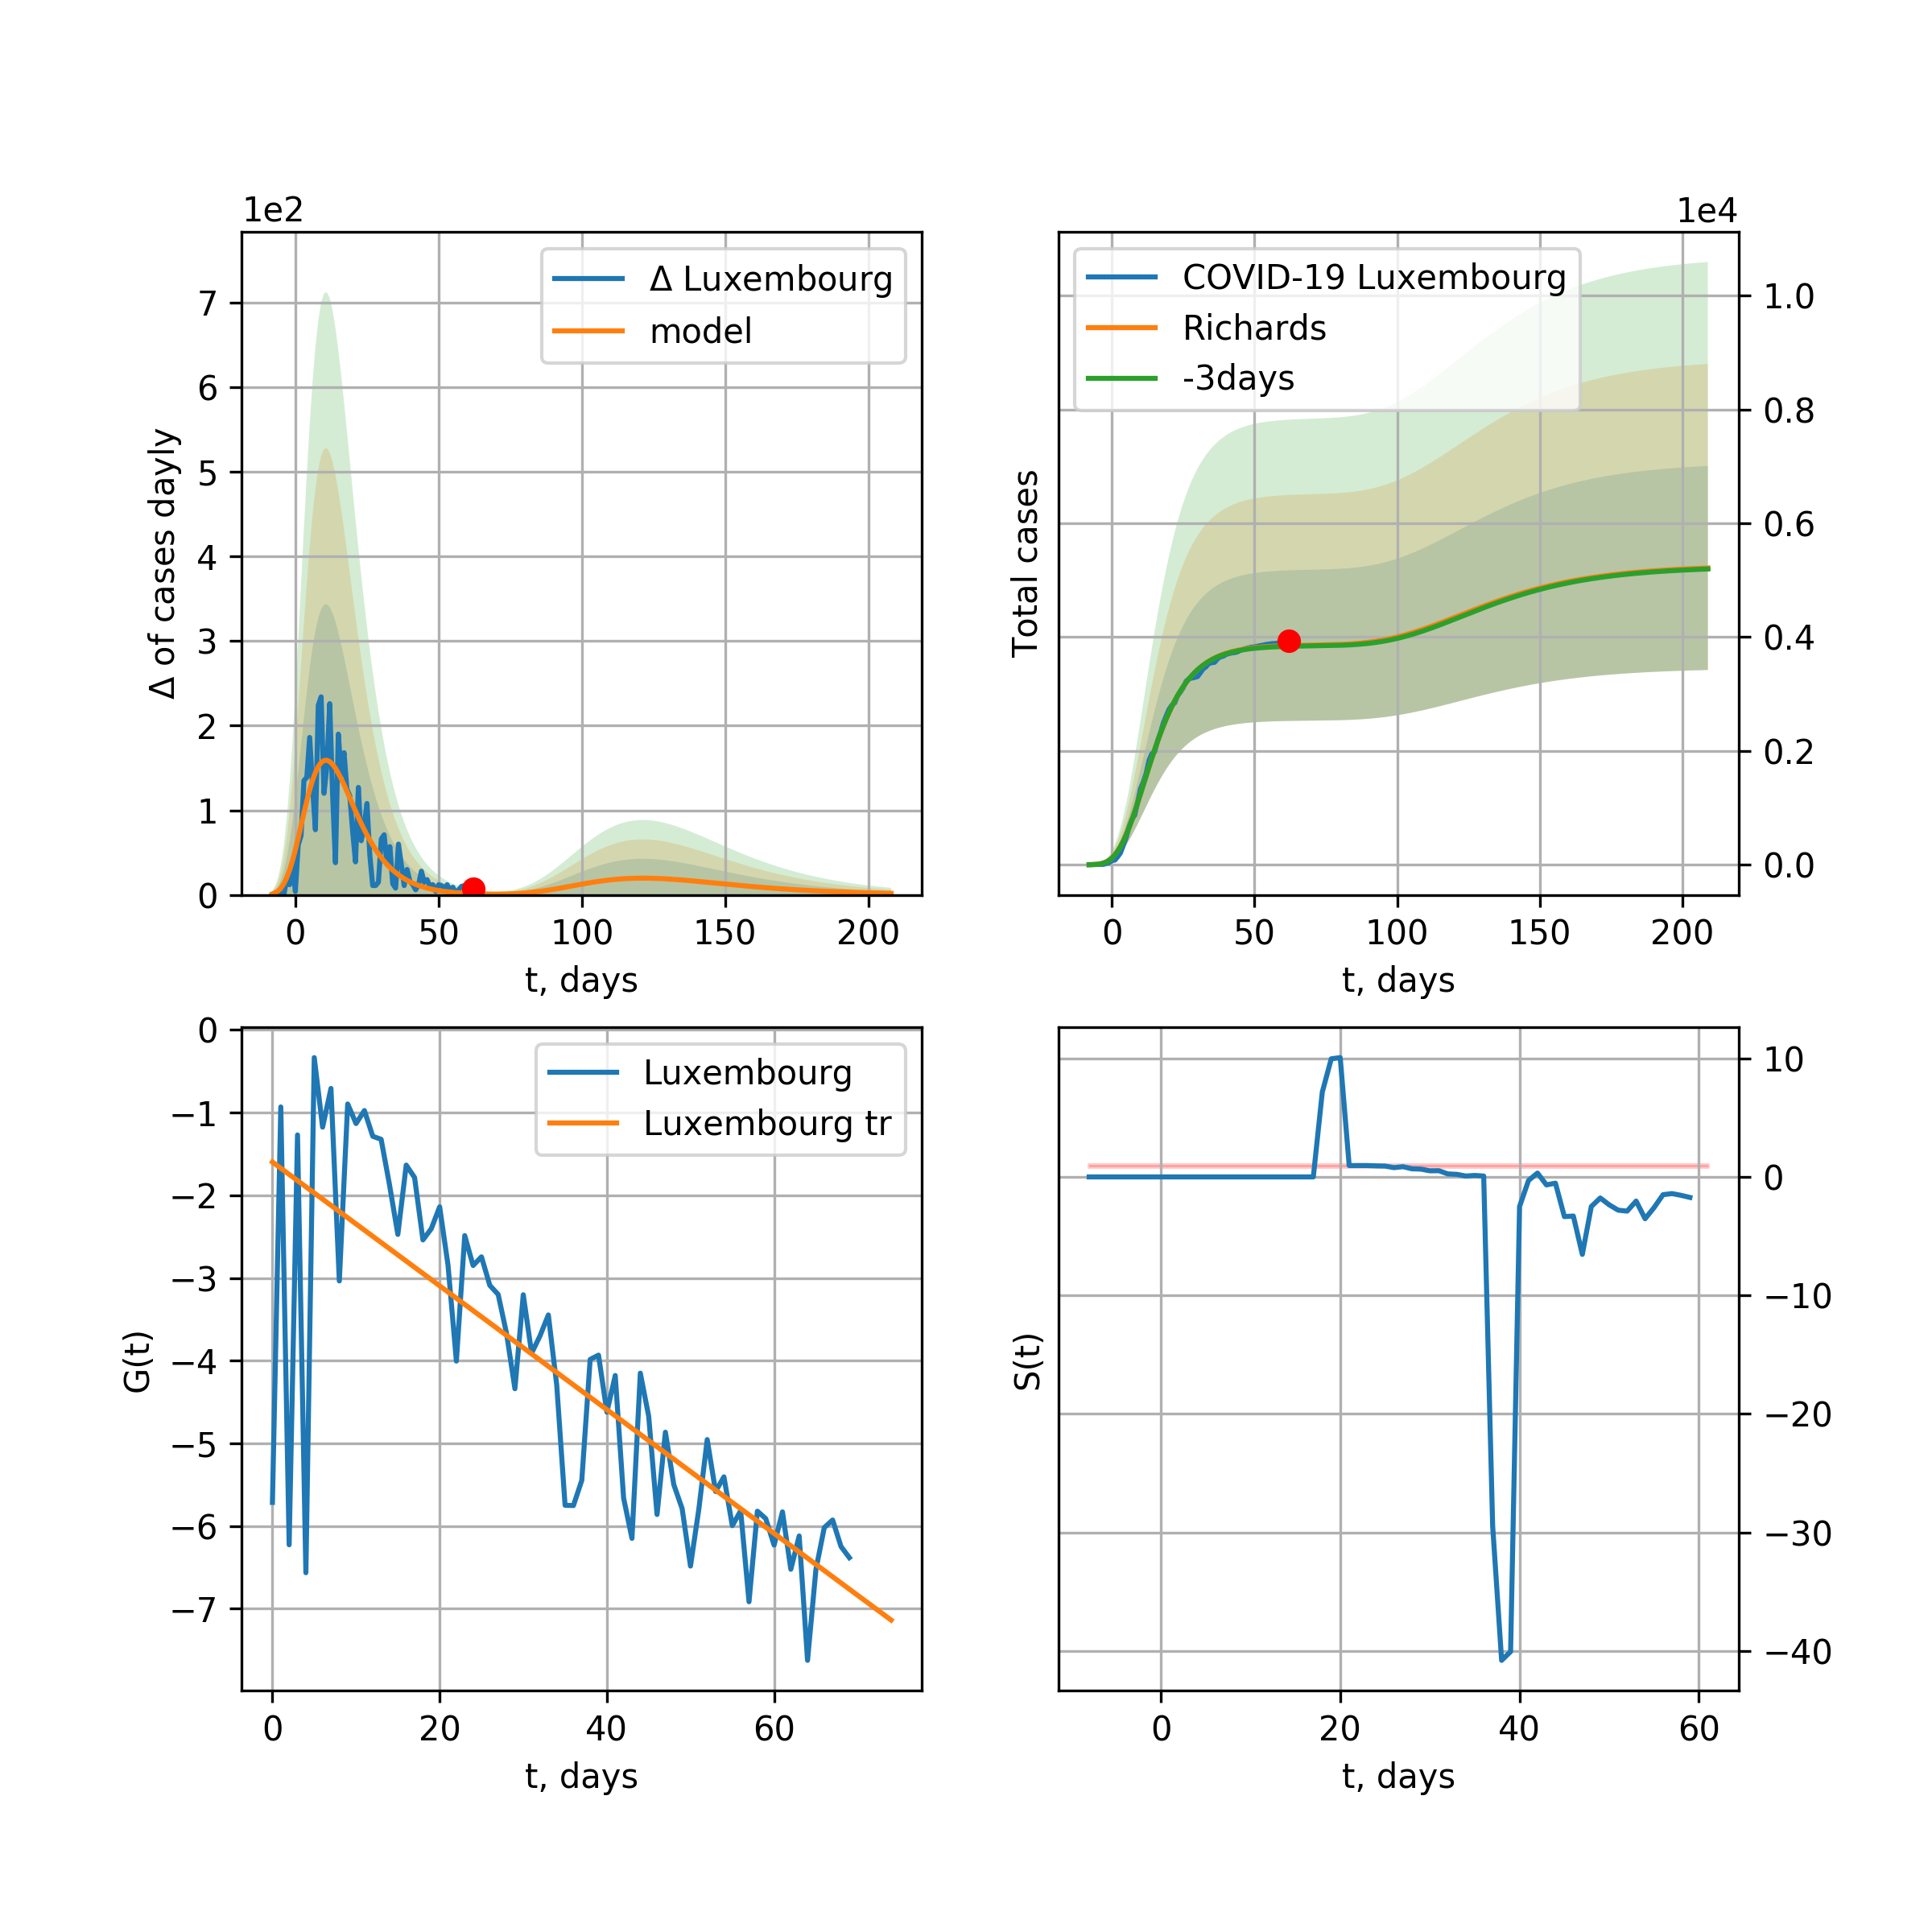 1e2
Δ of cases dayly
7
6
5
4
3
2
1
0
Δ Luxembourg
model
0 50 100 150 200
t, days
1e4
Total cases
COVID-19 Luxembourg
Richards
-3days
1.0
0.8
0.6
0.4
0.2
0.0
0 50 100 150 200
t, days
G(t)
0
−1
−2
−3
−4
−5
−6
−7
Luxembourg
Luxembourg tr
0 20 40 60
t, days
S(t)
10
0
−10
−20
−30
−40
0 20 40 60
t, days